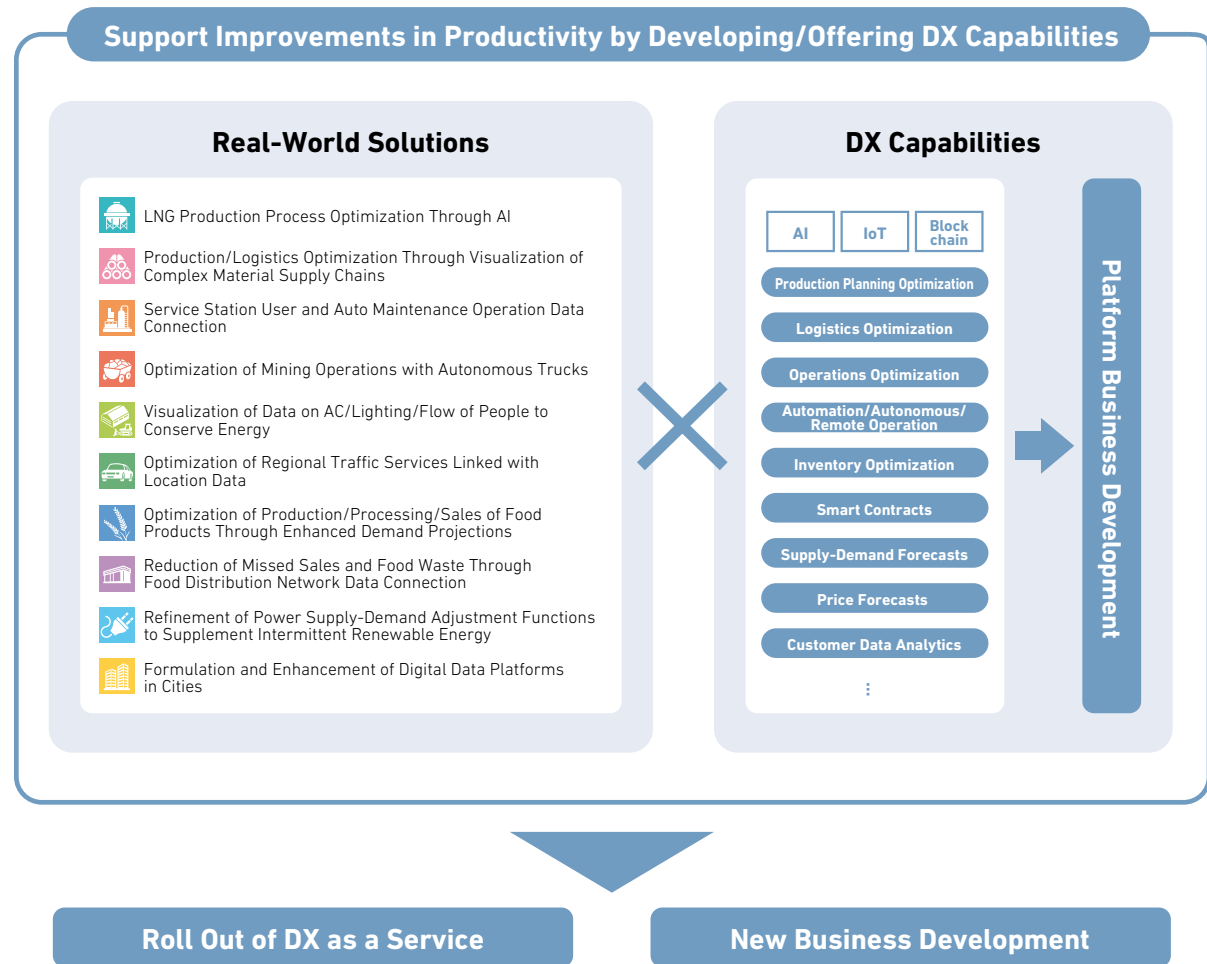 Support Improvements in Productivity by Developing/Offering DX Capabilities
Real-World Solutions
LNG Production Process Optimization Through AI
Production/Logistics Optimization Through Visualization of
Complex Material Supply Chains
Service Station User and Auto Maintenance Operation Data
Connection
Optimization of Mining Operations with Autonomous Trucks
Visualization of Data on AC/Lighting/Flow of People to
Conserve Energy
Optimization of Regional Traffic Services Linked with
Location Data
Optimization of Production/Processing/Sales of Food
Products Through Enhanced Demand Projections
Reduction of Missed Sales and Food Waste Through
Food Distribution Network Data Connection
Refinement of Power Supply-Demand Adjustment Functions
to Supplement Intermittent Renewable Energy
Formulation and Enhancement of Digital Data Platforms
in Cities
DX Capabilities
AI
IoT
Block
chain
Production Planning Optimization
Logistics Optimization
Operations Optimization
Automation/Autonomous/
Remote Operation
Inventory Optimization
Smart Contracts
Supply-Demand Forecasts
Price Forecasts
Customer Data Analytics
⋮
Platform Business Development
Roll Out of DX as a Service
New Business Development